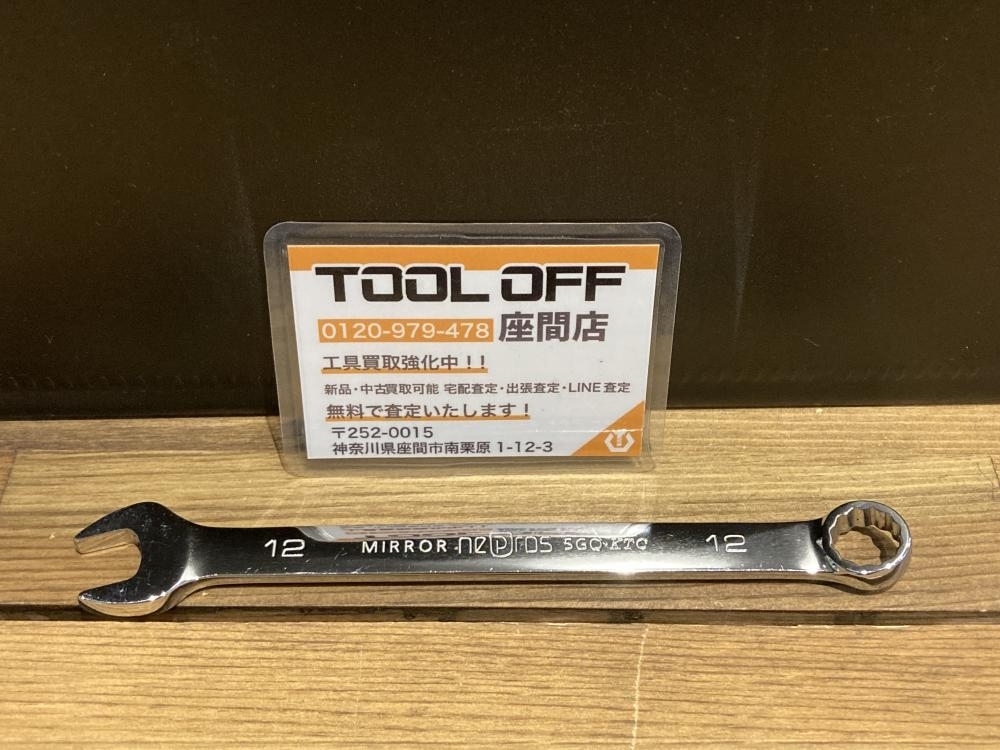 TOOL OFF
0120-979-478 座間店
工具買取強化中!!
新品・中古買取可能 宅配査定・出張査定・LINE査定
無料で査定いたします!
〒252-0015
神奈川県座間市南栗原 1-12-3
12 MIRROR nepros 5GQ・KTC 12